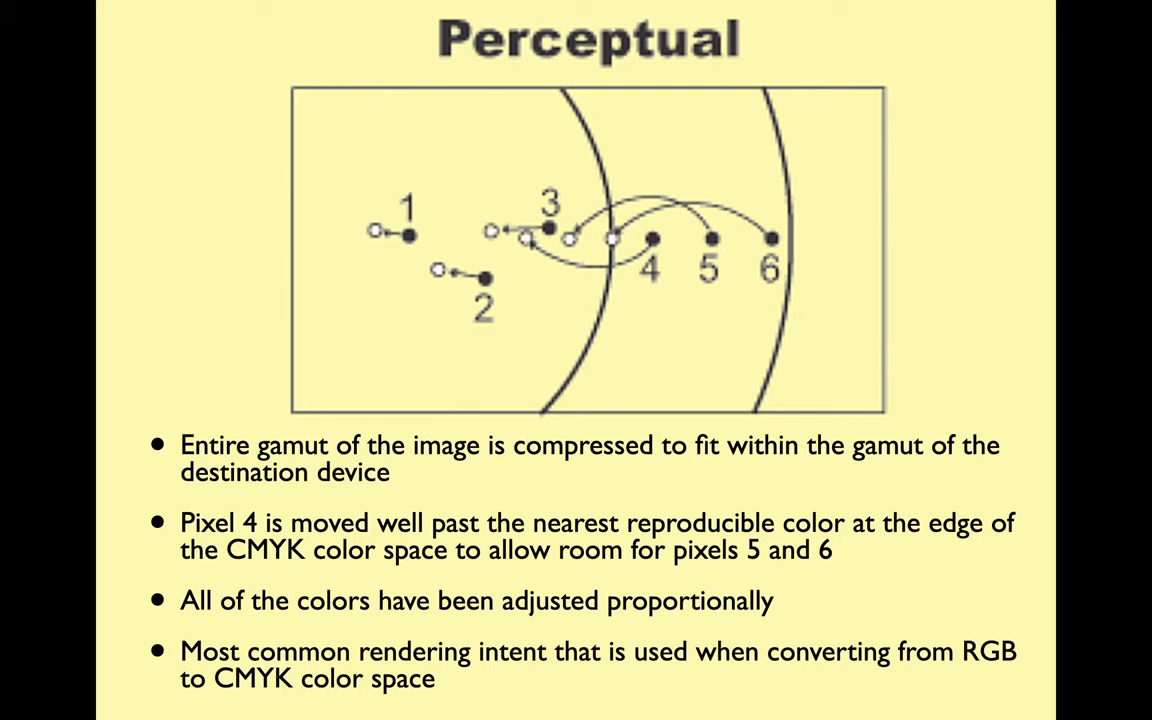 Perceptual
1
3
2
4
5
6
• Entire gamut of the image is compressed to fit within the gamut of the
destination device
• Pixel 4 is moved well past the nearest reproducible color at the edge of
the CMYK color space to allow room for pixels 5 and 6
• All of the colors have been adjusted proportionally
• Most common rendering intent that is used when converting from RGB
to CMYK color space